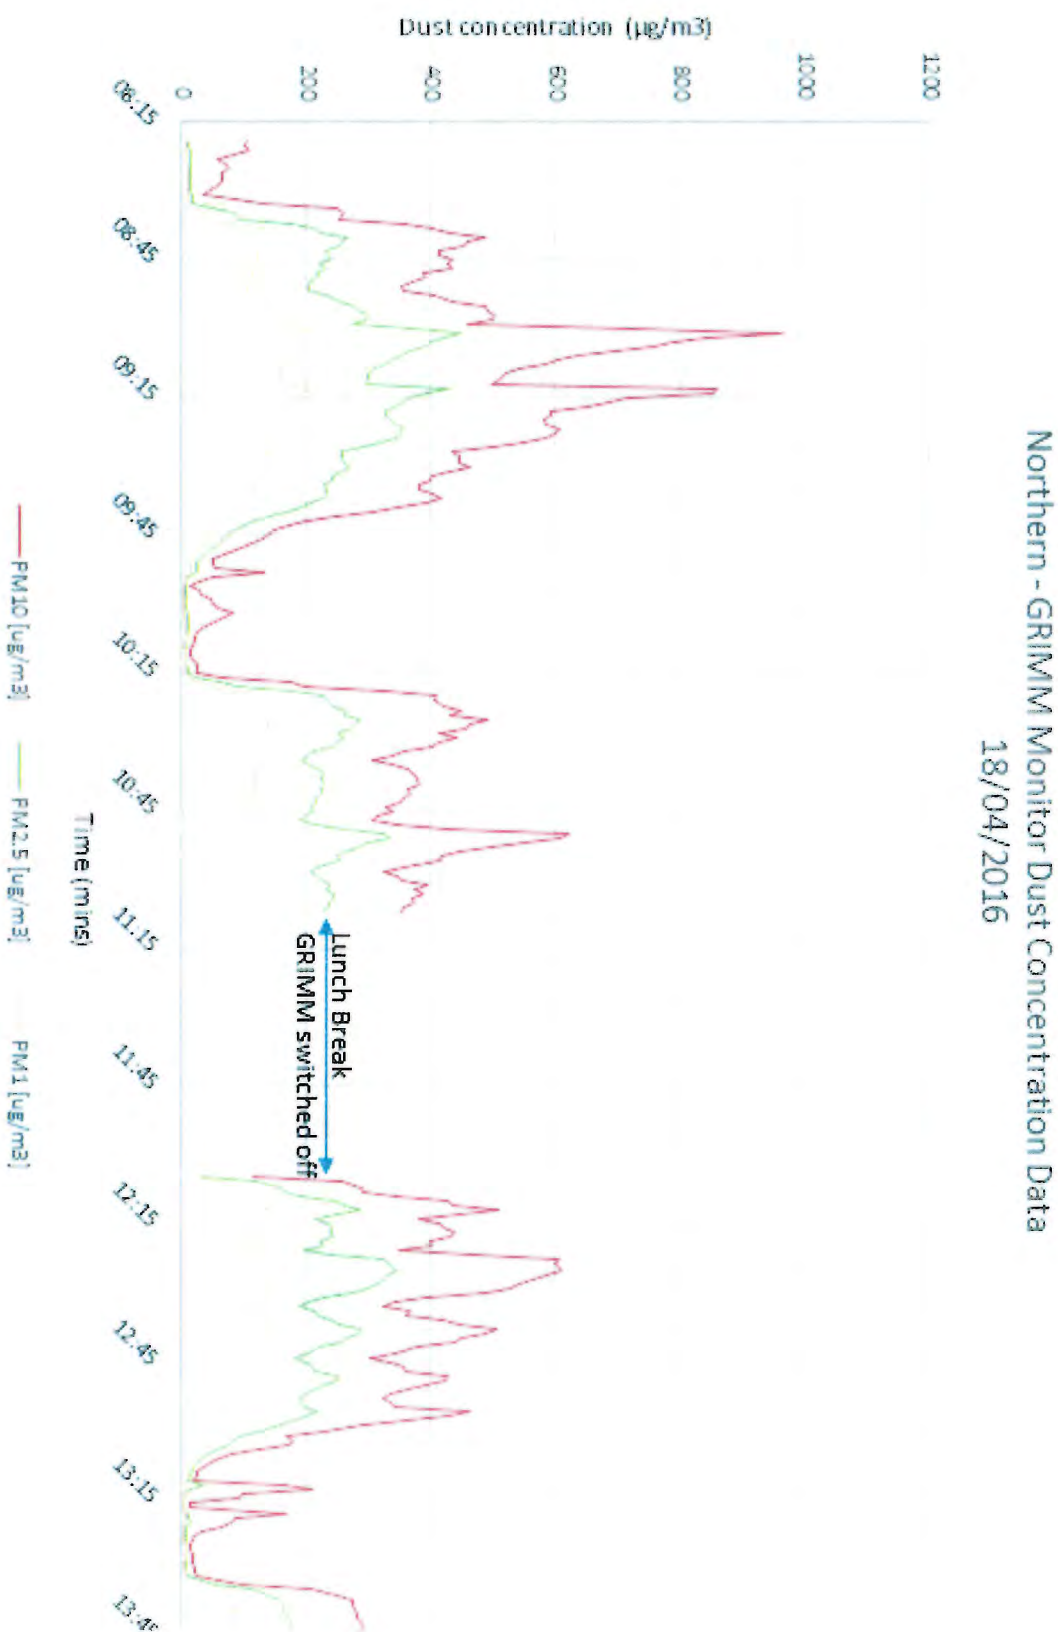 Northern - GRIMM Monitor Dust Concentration Data
18/04/2016
Dust concentration (µg/m3)
1200
1000
800
600
400
200
0
Lunch Break
GRIMM switched off
08:15
08:45
09:15
09:45
10:15
10:45
11:15
11:45
12:15
12:45
13:15
13:45
Time (mins)
PM10 [ug/m3]
PM2.5 [ug/m3]
PM1 [ug/m3]